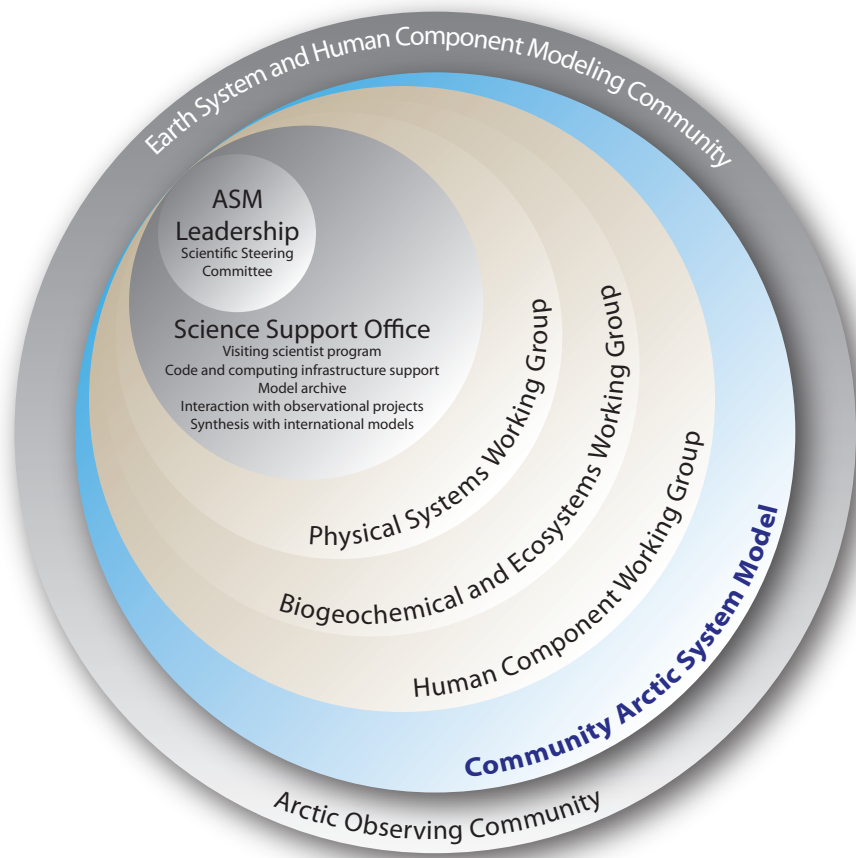 Earth System and Human Component Modeling Community
ASM
Leadership
Scientific Steering
Committee
Science Support Office
Visiting scientist program
Code and computing infrastructure support
Model archive
Interaction with observational projects
Synthesis with international models
Physical Systems Working Group
Biogeochemical and Ecosystems Working Group
Human Component Working Group
Community Arctic System Model
Arctic Observing Community